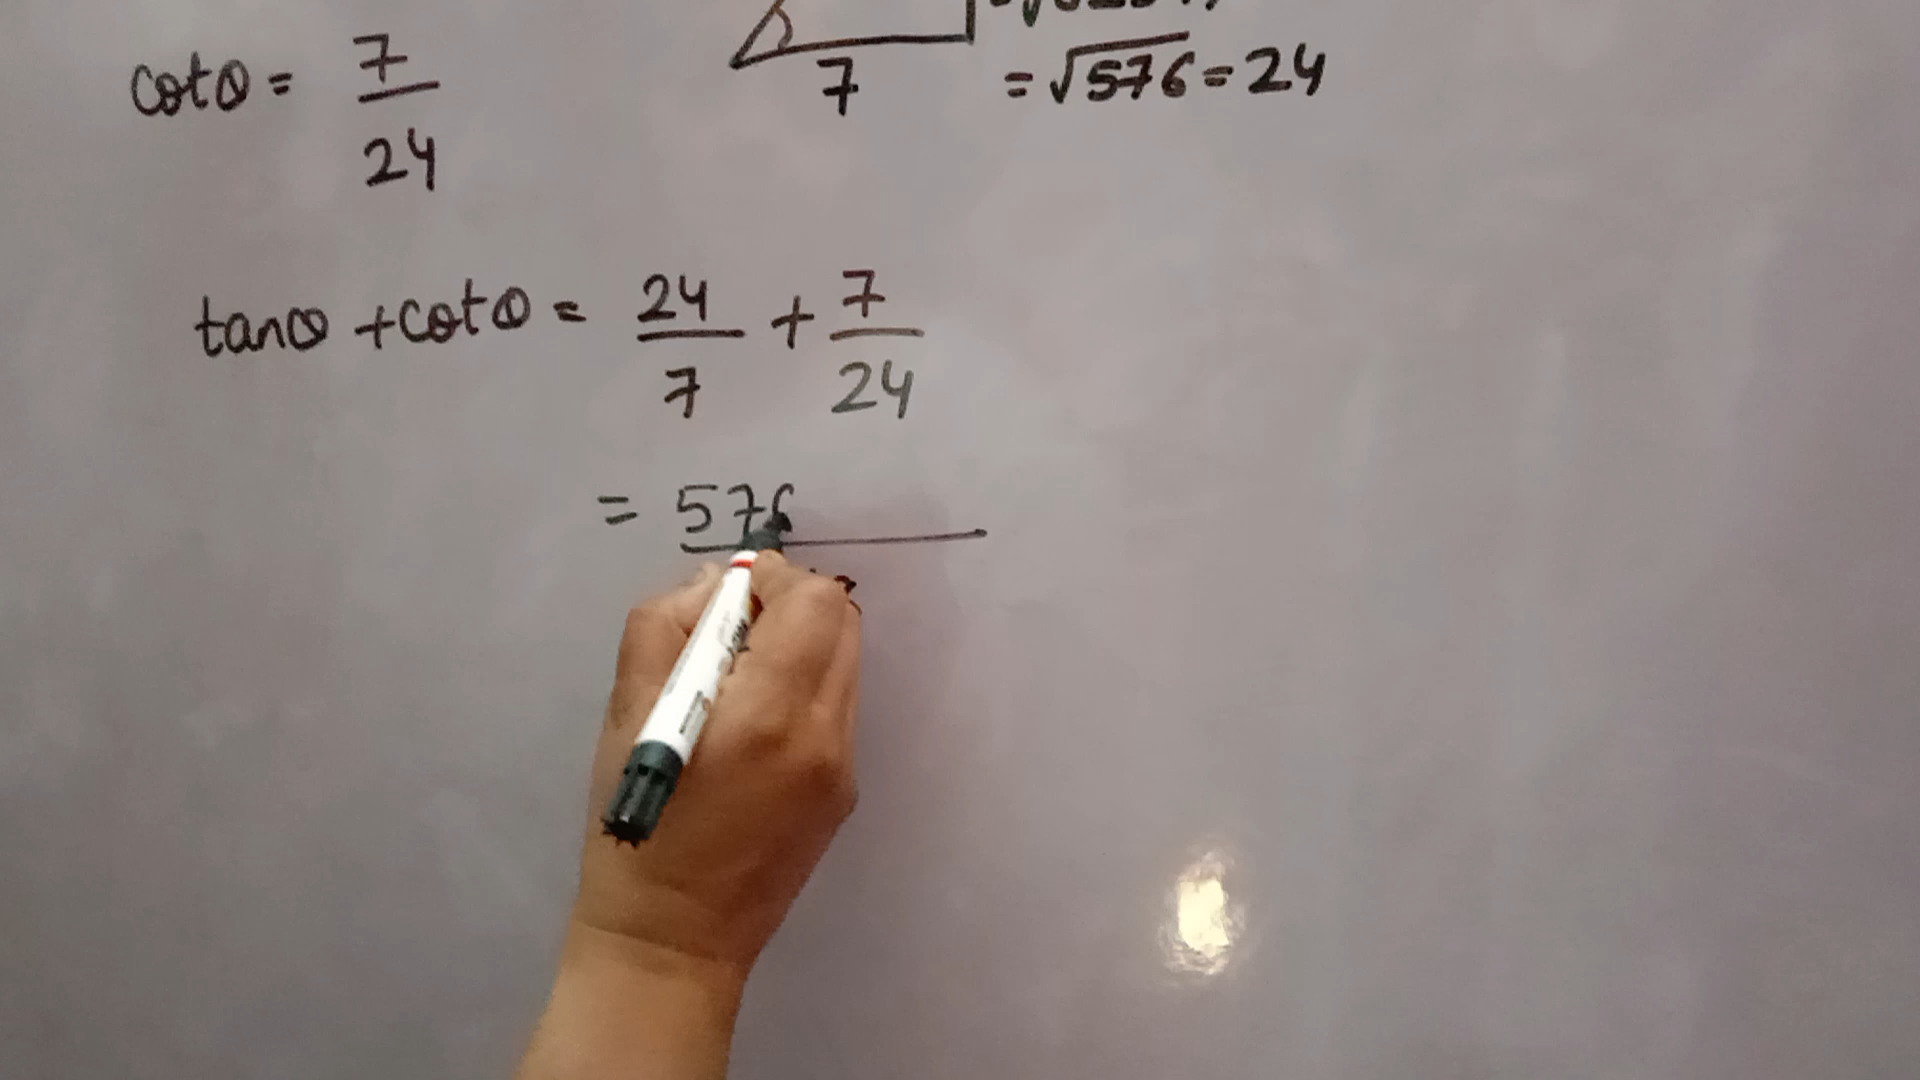 cotθ = 7/24
7
= √576 = 24
tanθ + cotθ = 24/7 + 7/24
= 576